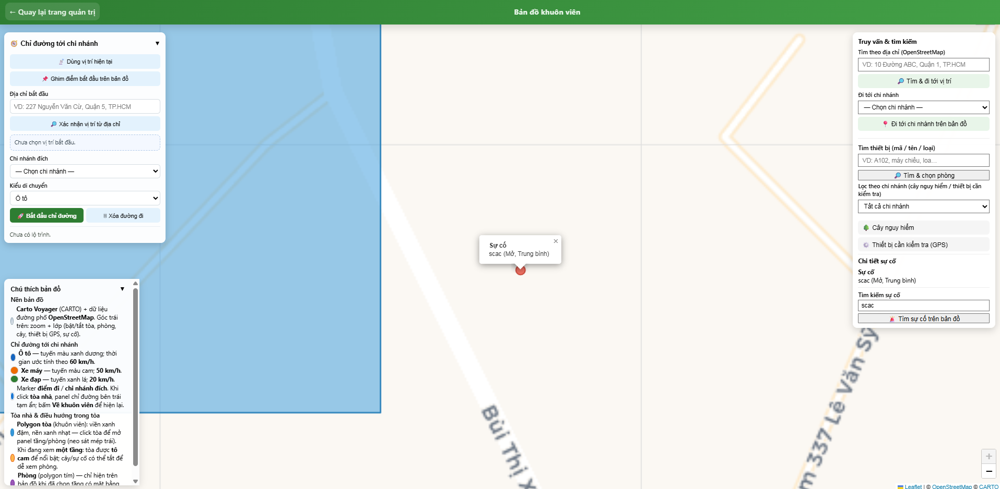 ← Quay lại trang quản trị
Bản đồ khuôn viên
Chỉ đường tới chi nhánh ▼
Dùng vị trí hiện tại
Ghim điểm bắt đầu trên bản đồ
Địa chỉ bắt đầu
VD: 227 Nguyễn Văn Cừ, Quận 5, TP.HCM
Xác nhận vị trí từ địa chỉ
Chưa chọn vị trí bắt đầu.
Chi nhánh đích
— Chọn chi nhánh —
Kiểu di chuyển
Ô tô
Bắt đầu chỉ đường
Xóa đường đi
Chưa có lộ trình.
Chú thích bản đồ ▼
Nền bản đồ
Carto Voyager (CARTO) + dữ liệu
đường phố OpenStreetMap. Góc trái
trên: zoom + lớp (bật/tắt tòa, phòng,
cây, thiết bị GPS, sự cố).
Chỉ đường tới chi nhánh
Ô tô — tuyến màu xanh dương; thời
gian ước tính theo 60 km/h.
Xe máy — tuyến màu cam; 50 km/h.
Xe đạp — tuyến xanh lá; 20 km/h.
Marker điểm đi / chi nhánh đích. Khi
click tòa nhà, panel chỉ đường bên trái
tạm ẩn; bấm Về khuôn viên để hiện lại.
Tòa nhà & điều hướng trong tòa
Polygon tòa (khuôn viên): viền xanh
đậm, nền xanh nhạt — click tòa để mở
panel tầng/phòng (neo sát mép trái).
Khi đang xem một tầng: tòa được tô
cam để nổi bật; cây/sự cố có thể tắt để
dễ xem phòng.
Phòng (polygon tím) — chỉ hiện trên
bản đồ khi đã chọn tầng có mặt bằng
Sự cố ×
scac (Mở, Trung bình)
Bùi Thị X
337 Lê Văn Sỹ
Truy vấn & tìm kiếm
Tìm theo địa chỉ (OpenStreetMap)
VD: 10 Đường ABC, Quận 1, TP.HCM
Tìm & đi tới vị trí
Đi tới chi nhánh
— Chọn chi nhánh —
Đi tới chi nhánh trên bản đồ
Tìm thiết bị (mã / tên / loại)
VD: A102, máy chiếu, loa...
Tìm & chọn phòng
Lọc theo chi nhánh (cây nguy hiểm / thiết bị cần
kiểm tra)
Tất cả chi nhánh
Cây nguy hiểm
Thiết bị cần kiểm tra (GPS)
Chi tiết sự cố
Sự cố
scac (Mở, Trung bình)
Tìm kiếm sự cố
scac
Tìm sự cố trên bản đồ
+
−
Leaflet | © OpenStreetMap © CARTO